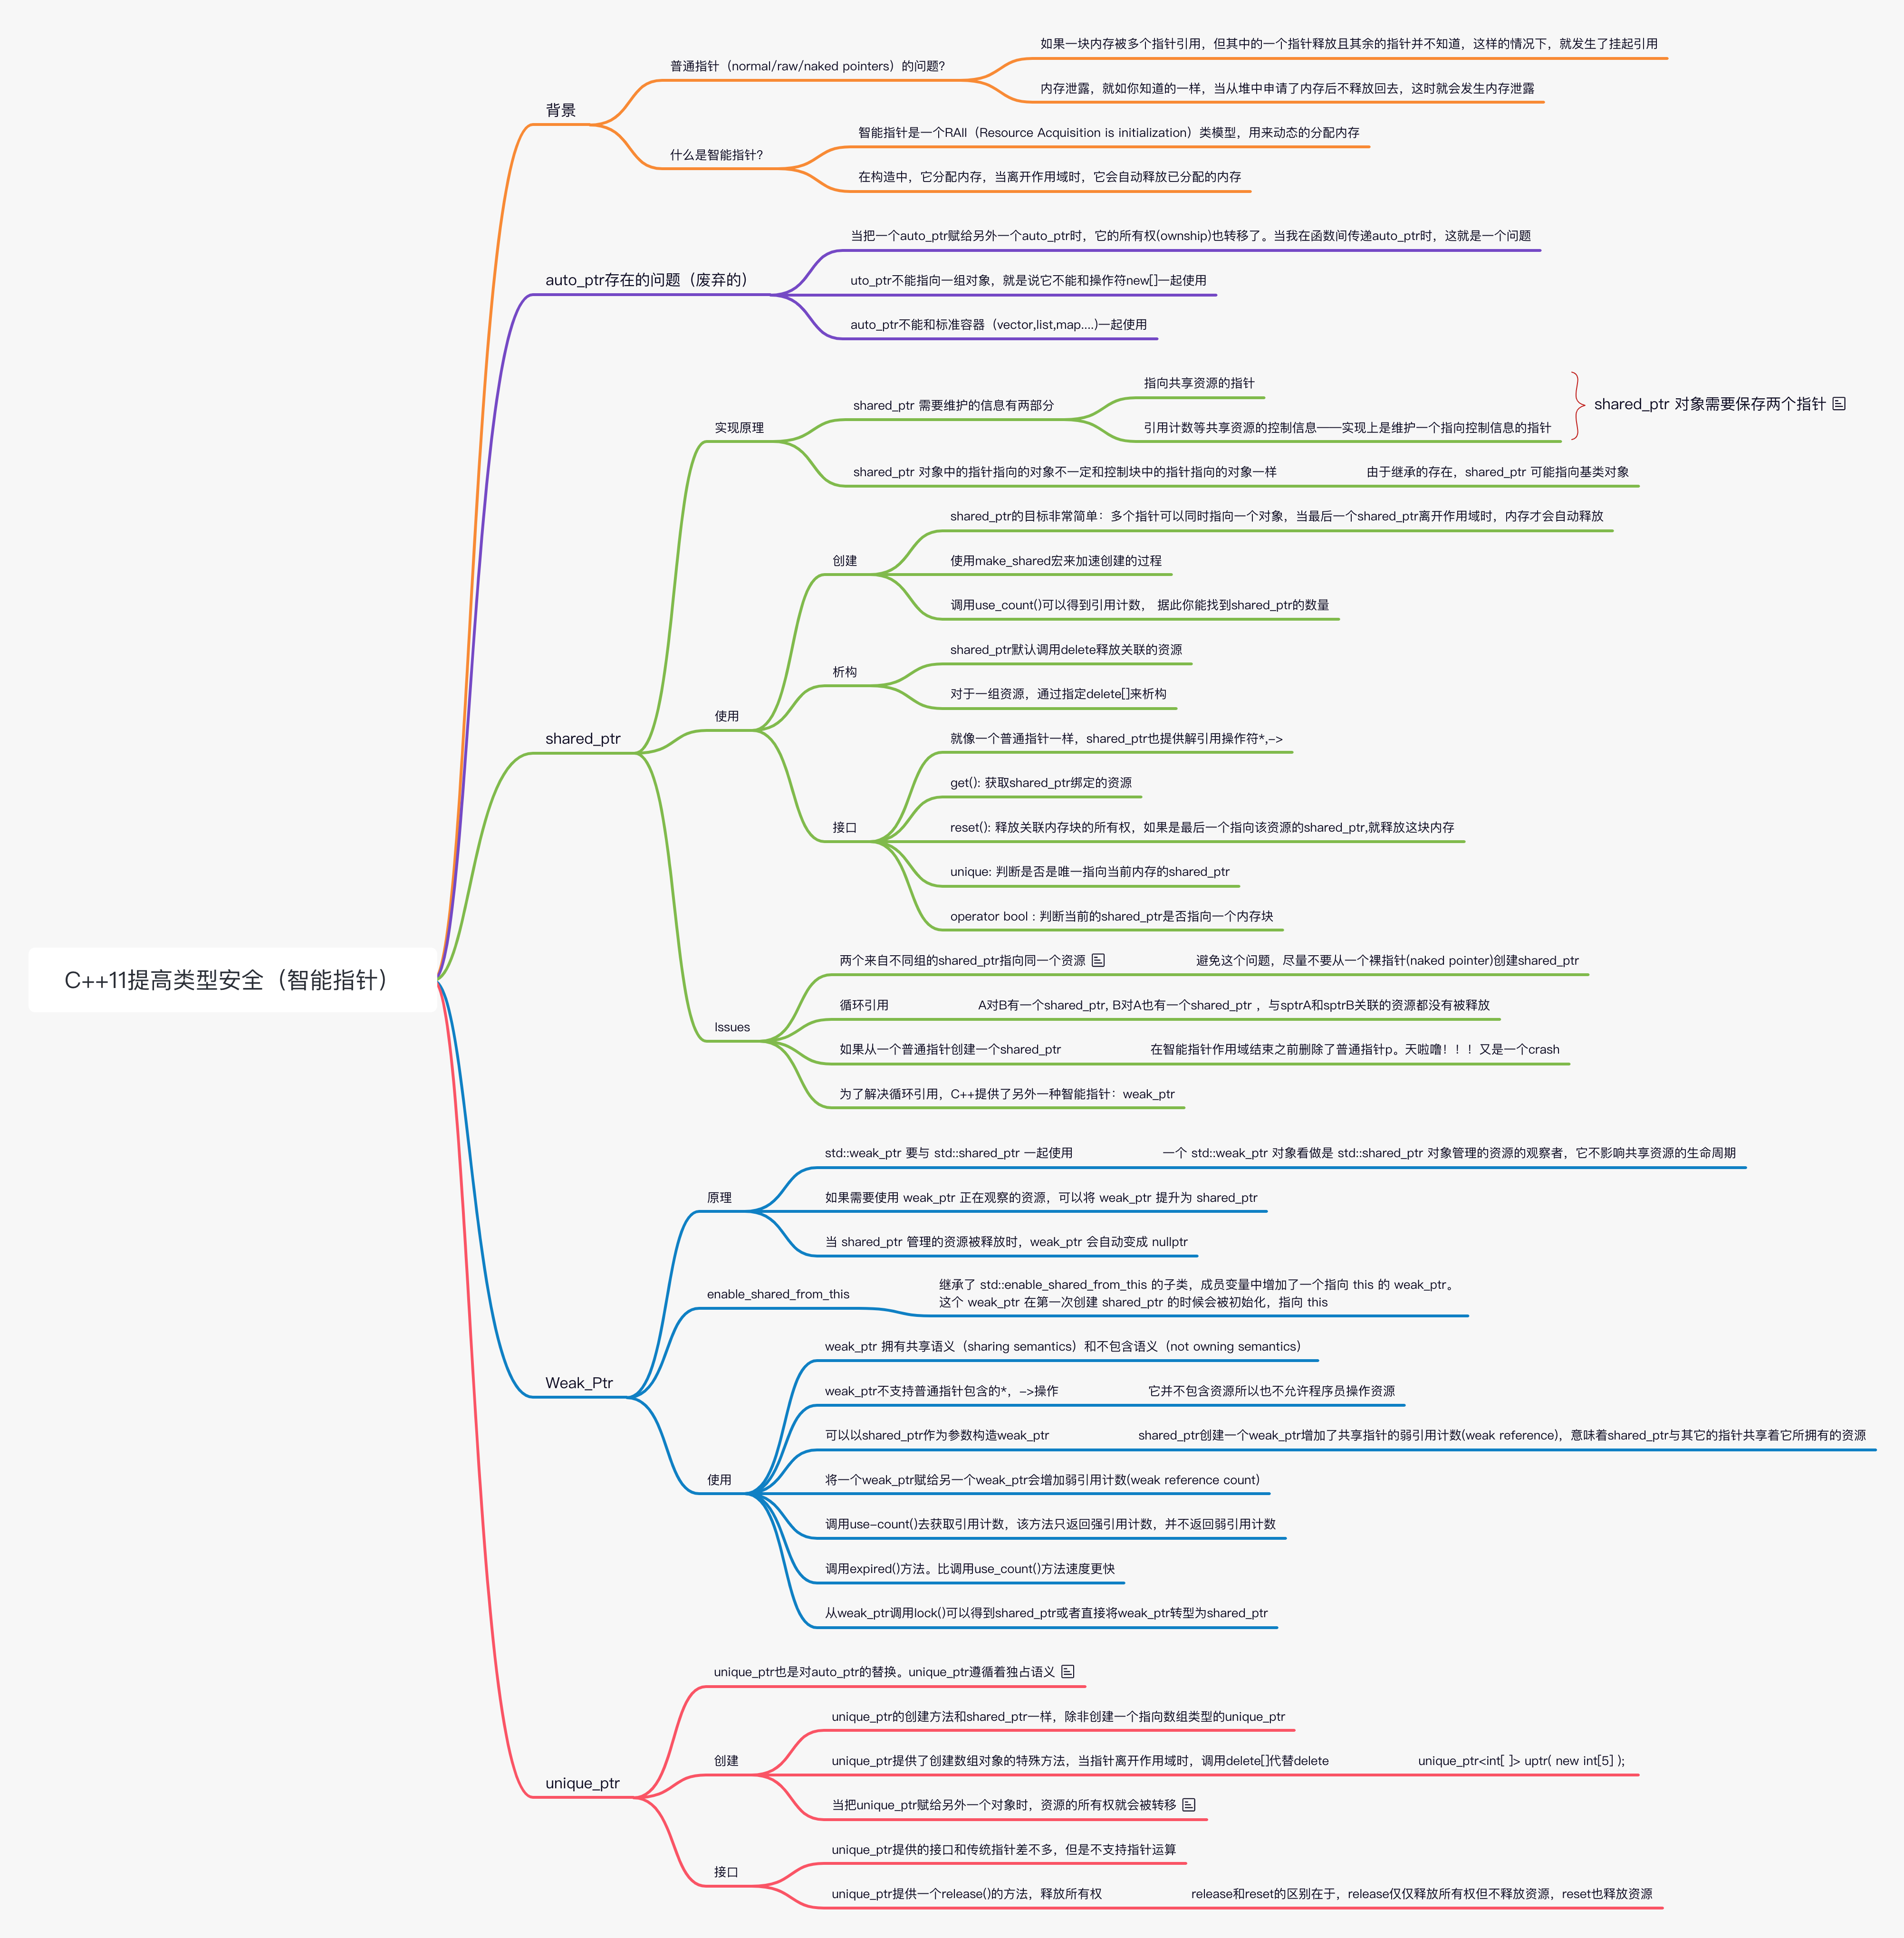 C++11提高类型安全（智能指针）
背景
普通指针（normal/raw/naked pointers）的问题？
如果一块内存被多个指针引用，但其中的一个指针释放且其余的指针并不知道，这样的情况下，就发生了挂起引用
内存泄露，就如你知道的一样，当从堆中申请了内存后不释放回去，这时就会发生内存泄露
什么是智能指针？
智能指针是一个RAII（Resource Acquisition is initialization）类模型，用来动态的分配内存
在构造中，它分配内存，当离开作用域时，它会自动释放已分配的内存
auto_ptr存在的问题（废弃的）
当把一个auto_ptr赋给另外一个auto_ptr时，它的所有权(ownship)也转移了。当我在函数间传递auto_ptr时，这就是一个问题
uto_ptr不能指向一组对象，就是说它不能和操作符new[]一起使用
auto_ptr不能和标准容器（vector,list,map....)一起使用
shared_ptr
实现原理
shared_ptr 需要维护的信息有两部分
指向共享资源的指针
引用计数等共享资源的控制信息——实现上是维护一个指向控制信息的指针
shared_ptr 对象需要保存两个指针
shared_ptr 对象中的指针指向的对象不一定和控制块中的指针指向的对象一样
由于继承的存在，shared_ptr 可能指向基类对象
使用
创建
shared_ptr的目标非常简单：多个指针可以同时指向一个对象，当最后一个shared_ptr离开作用域时，内存才会自动释放
使用make_shared宏来加速创建的过程
调用use_count()可以得到引用计数， 据此你能找到shared_ptr的数量
析构
shared_ptr默认调用delete释放关联的资源
对于一组资源，通过指定delete[]来析构
接口
就像一个普通指针一样，shared_ptr也提供解引用操作符*,->
get(): 获取shared_ptr绑定的资源
reset(): 释放关联内存块的所有权，如果是最后一个指向该资源的shared_ptr,就释放这块内存
unique: 判断是否是唯一指向当前内存的shared_ptr
operator bool : 判断当前的shared_ptr是否指向一个内存块
Issues
两个来自不同组的shared_ptr指向同一个资源
避免这个问题，尽量不要从一个裸指针(naked pointer)创建shared_ptr
循环引用
A对B有一个shared_ptr, B对A也有一个shared_ptr ，与sptrA和sptrB关联的资源都没有被释放
如果从一个普通指针创建一个shared_ptr
在智能指针作用域结束之前删除了普通指针p。天啦噜！！！又是一个crash
为了解决循环引用，C++提供了另外一种智能指针：weak_ptr
Weak_Ptr
原理
std::weak_ptr 要与 std::shared_ptr 一起使用
一个 std::weak_ptr 对象看做是 std::shared_ptr 对象管理的资源的观察者，它不影响共享资源的生命周期
如果需要使用 weak_ptr 正在观察的资源，可以将 weak_ptr 提升为 shared_ptr
当 shared_ptr 管理的资源被释放时，weak_ptr 会自动变成 nullptr
enable_shared_from_this
继承了 std::enable_shared_from_this 的子类，成员变量中增加了一个指向 this 的 weak_ptr。
这个 weak_ptr 在第一次创建 shared_ptr 的时候会被初始化，指向 this
使用
weak_ptr 拥有共享语义（sharing semantics）和不包含语义（not owning semantics）
weak_ptr不支持普通指针包含的*，->操作
它并不包含资源所以也不允许程序员操作资源
可以以shared_ptr作为参数构造weak_ptr
shared_ptr创建一个weak_ptr增加了共享指针的弱引用计数(weak reference)，意味着shared_ptr与其它的指针共享着它所拥有的资源
将一个weak_ptr赋给另一个weak_ptr会增加弱引用计数(weak reference count)
调用use-count()去获取引用计数，该方法只返回强引用计数，并不返回弱引用计数
调用expired()方法。比调用use_count()方法速度更快
从weak_ptr调用lock()可以得到shared_ptr或者直接将weak_ptr转型为shared_ptr
unique_ptr
unique_ptr也是对auto_ptr的替换。unique_ptr遵循着独占语义
创建
unique_ptr的创建方法和shared_ptr一样，除非创建一个指向数组类型的unique_ptr
unique_ptr提供了创建数组对象的特殊方法，当指针离开作用域时，调用delete[]代替delete
unique_ptr<int[ ]> uptr( new int[5] );
当把unique_ptr赋给另外一个对象时，资源的所有权就会被转移
接口
unique_ptr提供的接口和传统指针差不多，但是不支持指针运算
unique_ptr提供一个release()的方法，释放所有权
release和reset的区别在于，release仅仅释放所有权但不释放资源，reset也释放资源